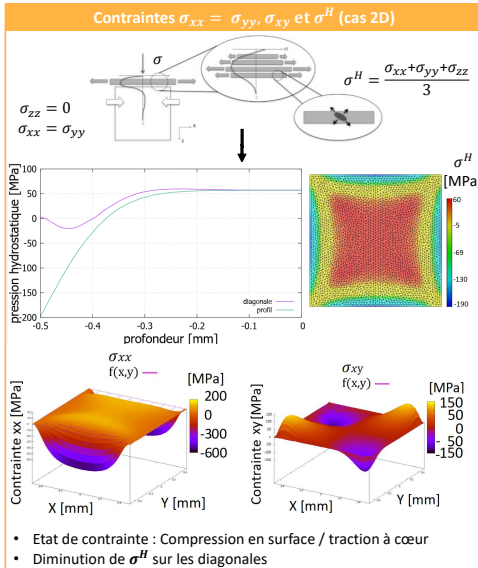 Contraintes σxx = σyy, σxy et σ^H (cas 2D)
σ
σ^H = (σxx+σyy+σzz)/3
σzz = 0
σxx = σyy
pression hydrostatique [MPa]
100
50
0
-50
-100
-150
-200
-0.5 -0.4 -0.3 -0.2 -0.1 0
profondeur [mm]
diagonale
profil
σ^H
[MPa]
60
-5
-69
-130
-190
σxx
f(x,y)
[MPa]
200
0
-300
-600
Contrainte xx [MPa]
X [mm]
Y [mm]
σxy
f(x,y)
[MPa]
150
50
0
- 50
-150
Contrainte xy [MPa]
X [mm]
Y [mm]
• Etat de contrainte : Compression en surface / traction à cœur
• Diminution de σ^H sur les diagonales